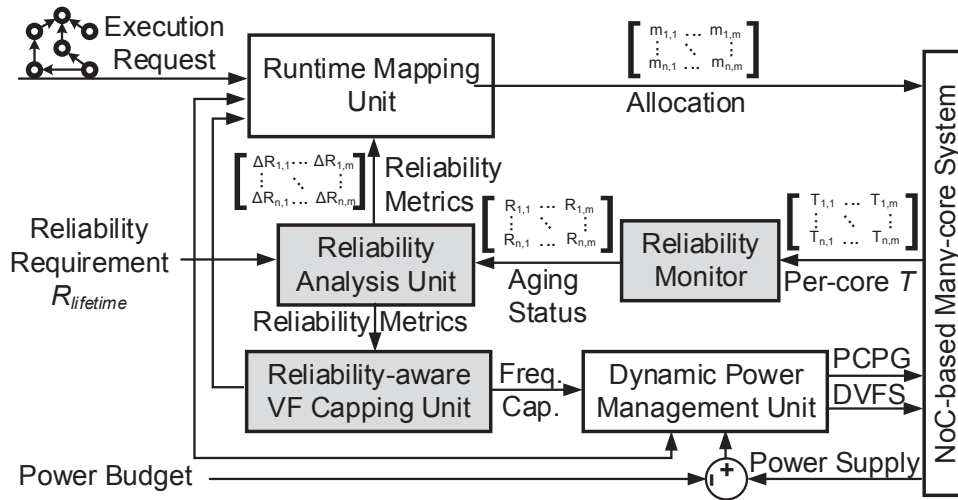 Execution
Request
Runtime Mapping
Unit
m1,1 ... m1,m
mn,1 ... mn,m
Allocation
NoC-based Many-core System
ΔR1,1 ... ΔR1,m
ΔRn,1 ... ΔRn,m
Reliability
Metrics
R1,1 ... R1,m
Rn,1 ... Rn,m
T1,1 ... T1,m
Tn,1 ... Tn,m
Reliability
Requirement
Rlifetime
Reliability
Analysis Unit
Aging
Status
Reliability
Monitor
Per-core T
Reliability Metrics
Reliability-aware
VF Capping Unit
Freq.
Cap.
Dynamic Power
Management Unit
PCPG
DVFS
Power Budget
- +
Power Supply